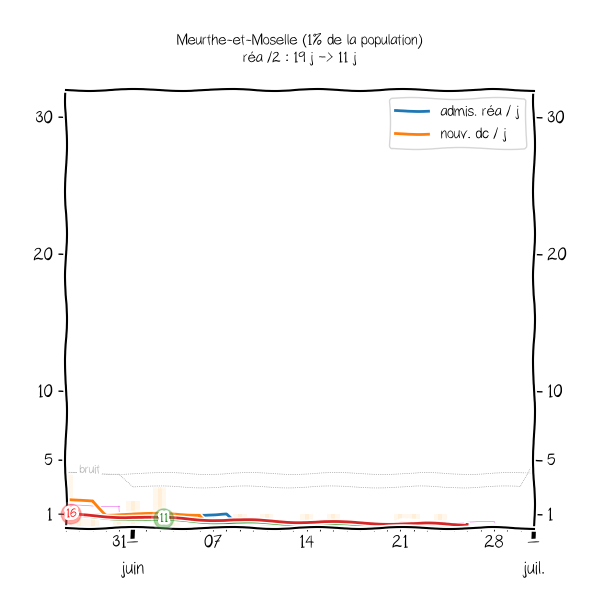 Meurthe-et-Moselle (1% de la population)
réa /2 : 19 j -> 11 j
admis. réa / j
nouv. dc / j
30 30
20 20
10 10
5 5
bruit
1 16 11 1
31 07 14 21 28
juin juil.